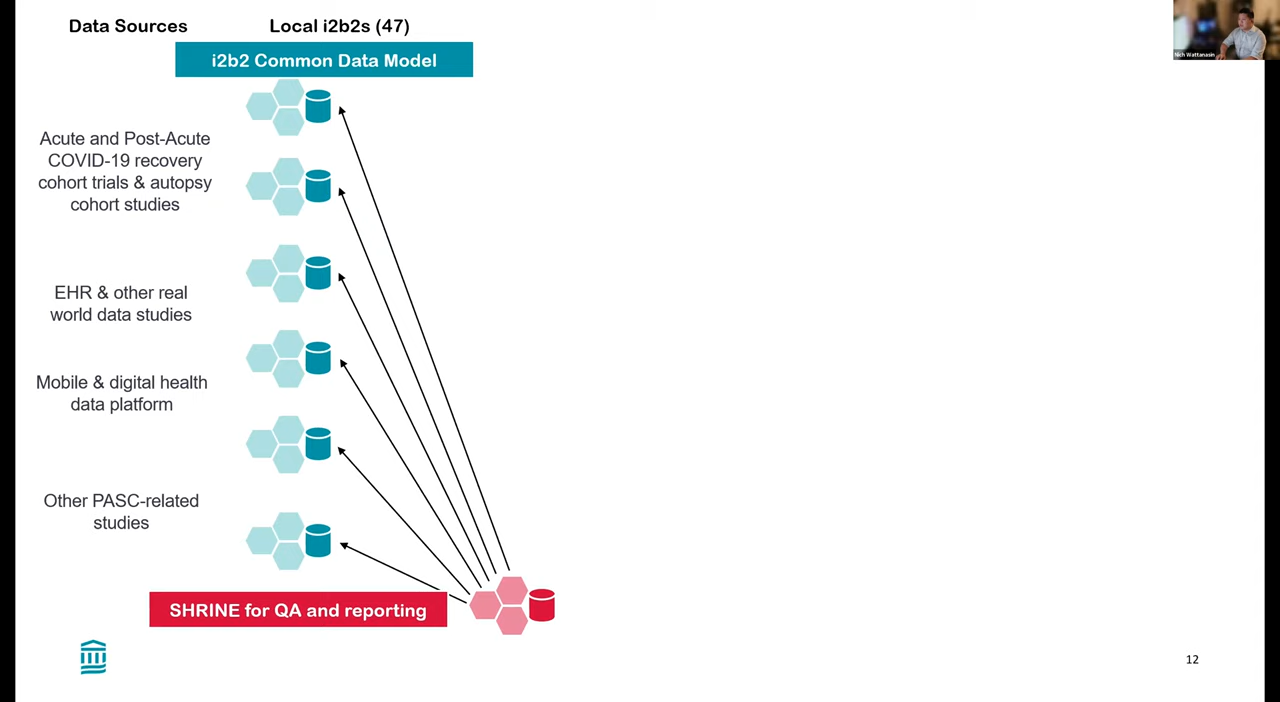 Data Sources
Local i2b2s (47)
i2b2 Common Data Model
Acute and Post-Acute
COVID-19 recovery
cohort trials & autopsy
cohort studies
EHR & other real
world data studies
Mobile & digital health
data platform
Other PASC-related
studies
SHRINE for QA and reporting
12
Nich Wattanasin